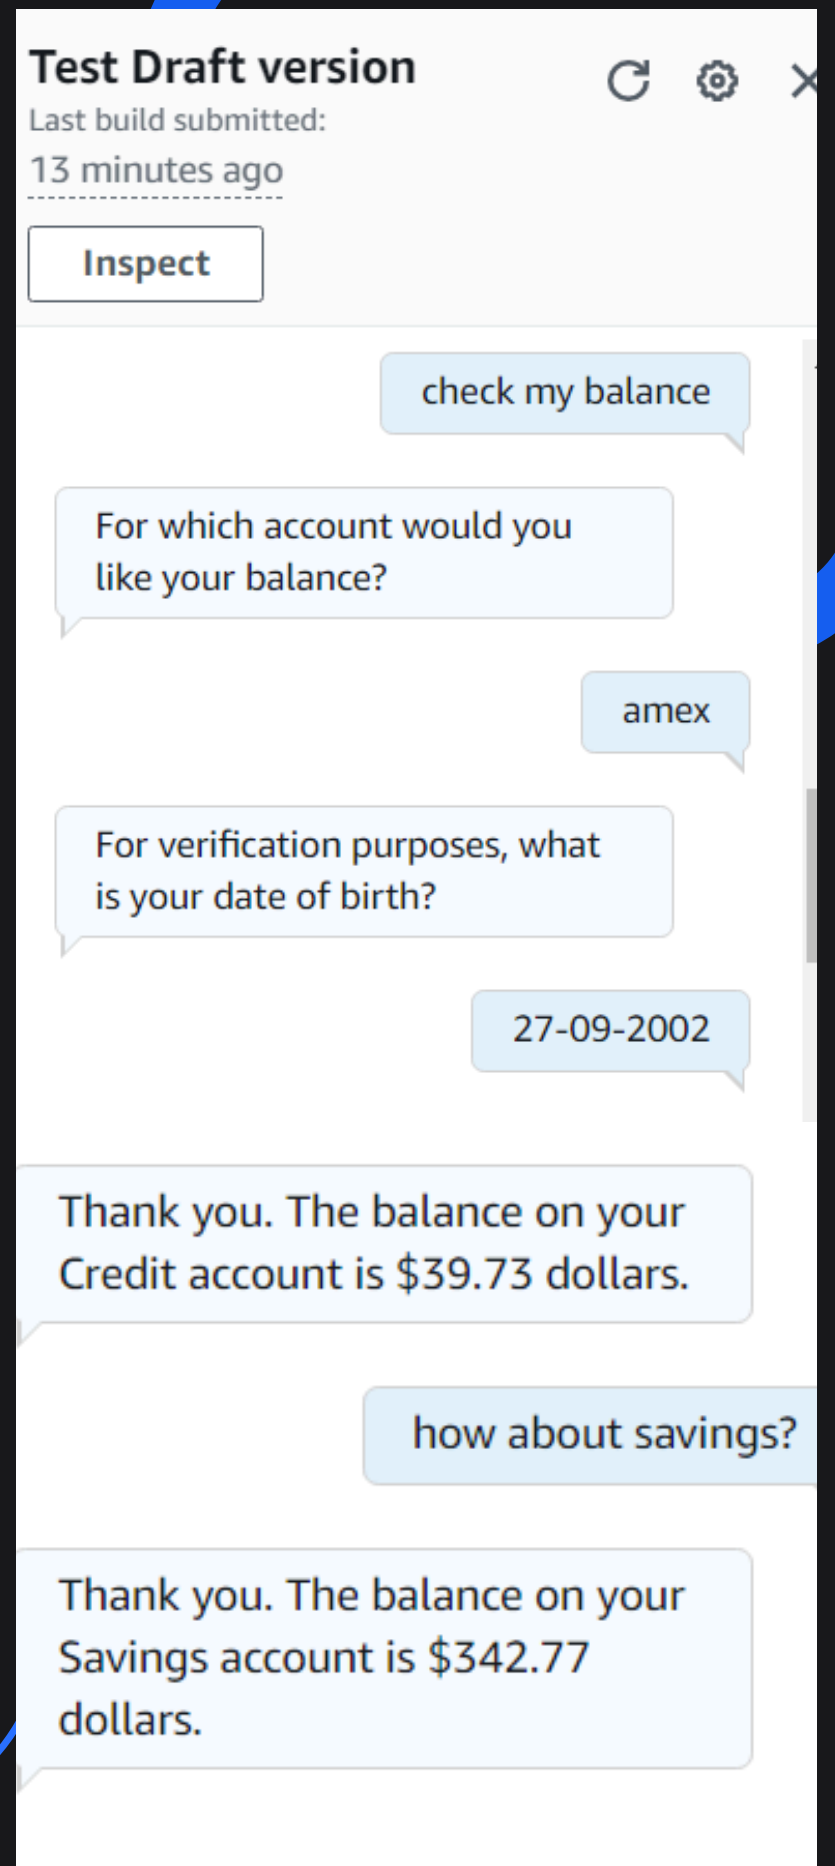 Test Draft version
Last build submitted:
13 minutes ago
Inspect
check my balance
For which account would you
like your balance?
amex
For verification purposes, what
is your date of birth?
27-09-2002
Thank you. The balance on your
Credit account is $39.73 dollars.
how about savings?
Thank you. The balance on your
Savings account is $342.77
dollars.